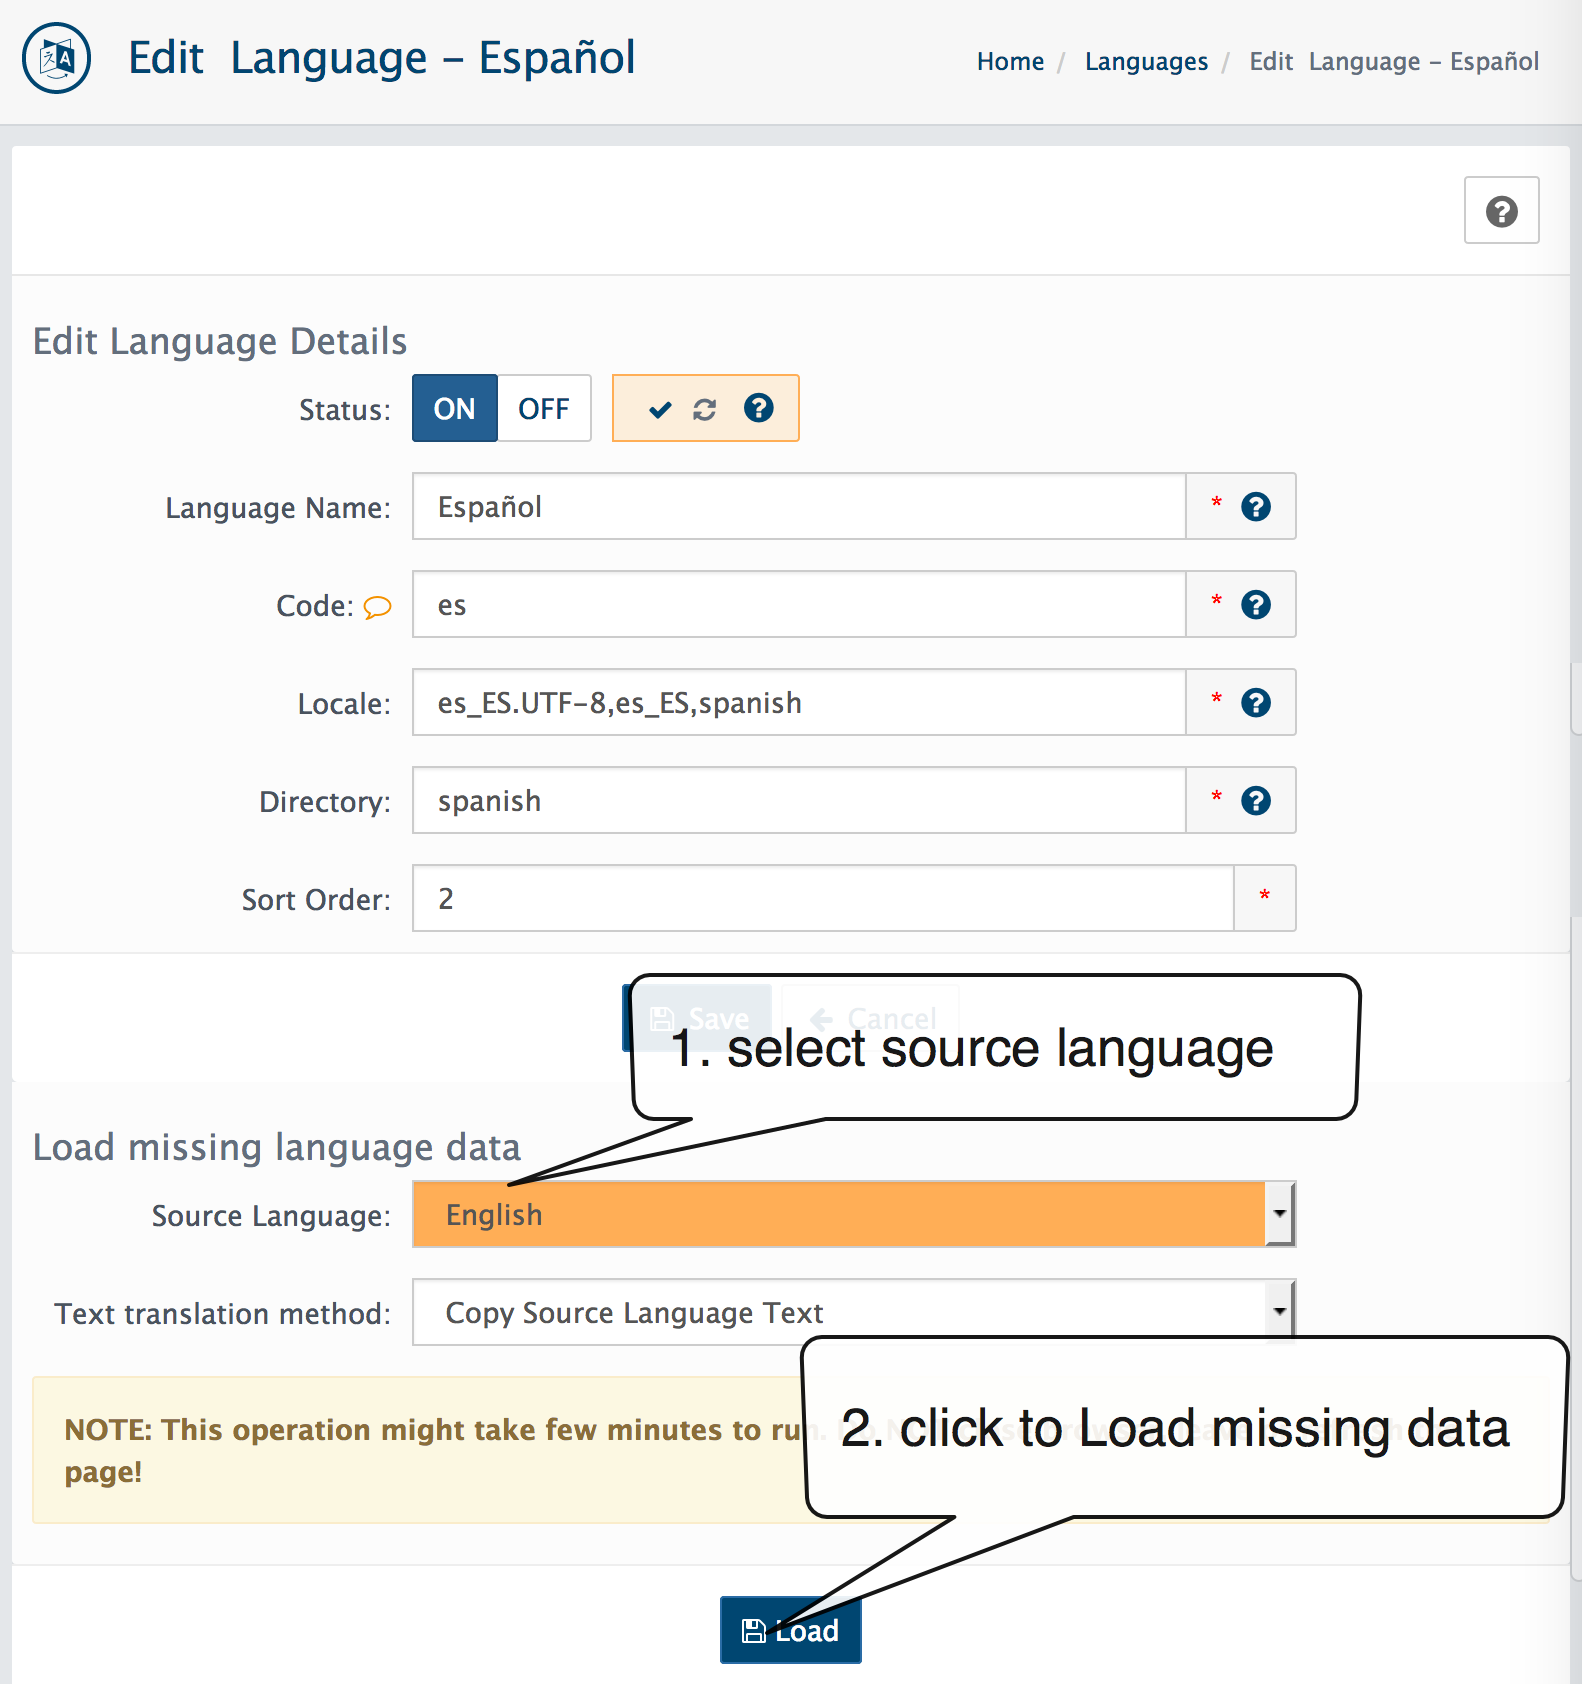 Edit Language – Español
Home / Languages / Edit Language – Español
Edit Language Details
Status: ON OFF
Language Name: Español *
Code: es *
Locale: es_ES.UTF-8,es_ES,spanish *
Directory: spanish *
Sort Order: 2 *
Save Cancel
1. select source language
Load missing language data
Source Language: English
Text translation method: Copy Source Language Text
NOTE: This operation might take few minutes to run.
page!
2. click to Load missing data
Load